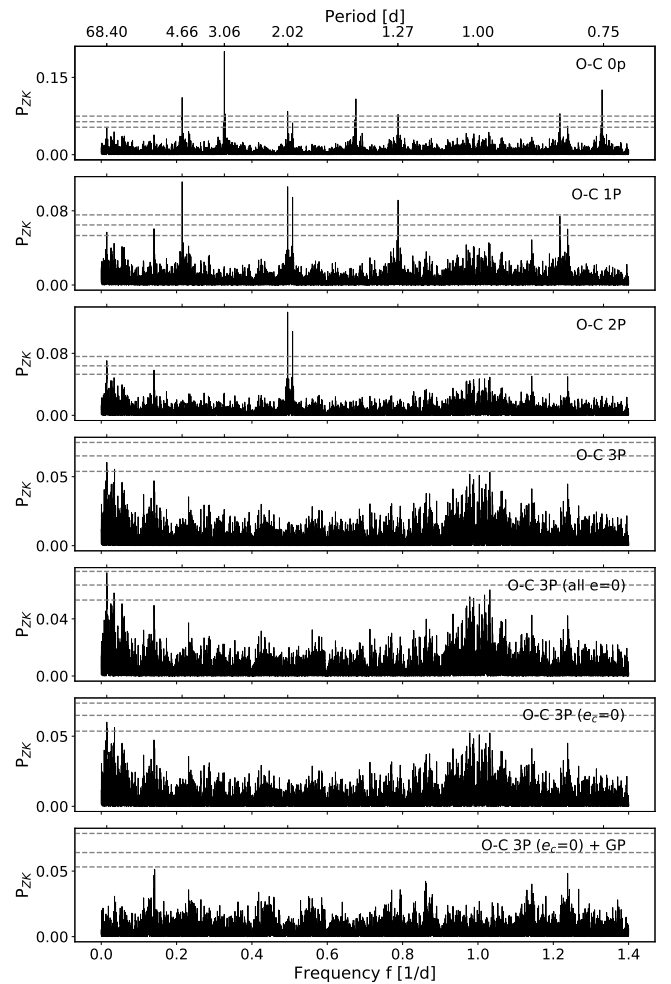 Period [d]
68.40 4.66 3.06 2.02 1.27 1.00 0.75
O-C 0p
0.15
0.00
P_ZK
O-C 1P
0.08
0.00
P_ZK
O-C 2P
0.08
0.00
P_ZK
O-C 3P
0.05
0.00
P_ZK
O-C 3P (all e=0)
0.04
0.00
P_ZK
O-C 3P (e_c=0)
0.05
0.00
P_ZK
O-C 3P (e_c=0) + GP
0.05
0.00
P_ZK
0.0 0.2 0.4 0.6 0.8 1.0 1.2 1.4
Frequency f [1/d]